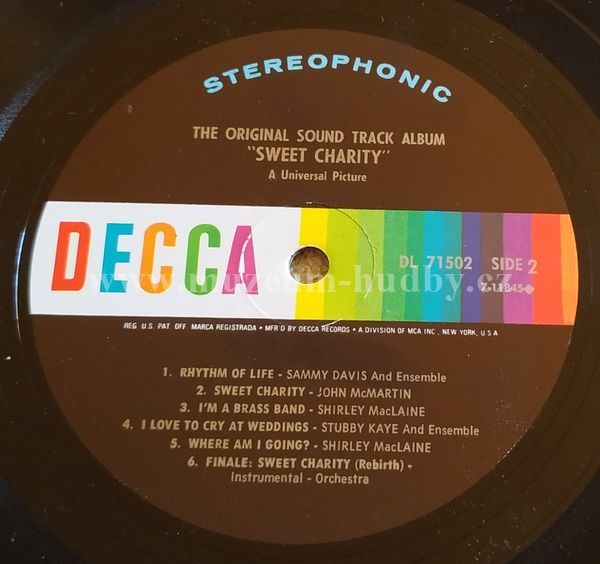 STEREOPHONIC
THE ORIGINAL SOUND TRACK ALBUM
"SWEET CHARITY"
A Universal Picture
DECCA
DL 71502 SIDE 2
7-11845◆
www.muzeum-hudby.cz
REG. U.S. PAT. OFF. MARCA REGISTRADA • MFR'D BY DECCA RECORDS • A DIVISION OF MCA INC., NEW YORK, U.S.A
1. RHYTHM OF LIFE - SAMMY DAVIS And Ensemble
2. SWEET CHARITY - JOHN McMARTIN
3. I'M A BRASS BAND - SHIRLEY MacLAINE
4. I LOVE TO CRY AT WEDDINGS - STUBBY KAYE And Ensemble
5. WHERE AM I GOING? - SHIRLEY MacLAINE
6. FINALE: SWEET CHARITY (Rebirth) -
Instrumental - Orchestra